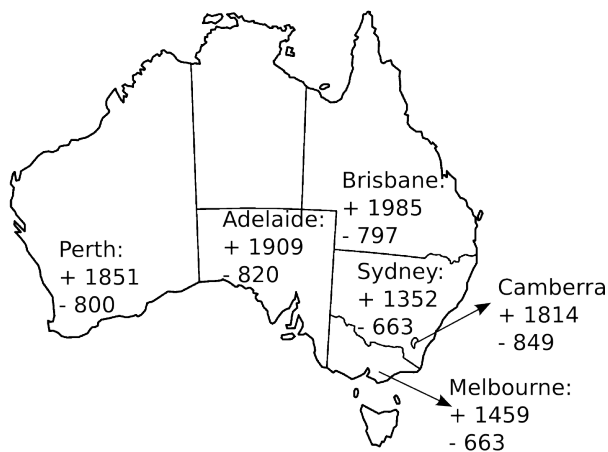 Brisbane:
+ 1985
- 797
Adelaide:
+ 1909
- 820
Perth:
+ 1851
- 800
Sydney:
+ 1352
- 663
Camberra
+ 1814
- 849
Melbourne:
+ 1459
- 663